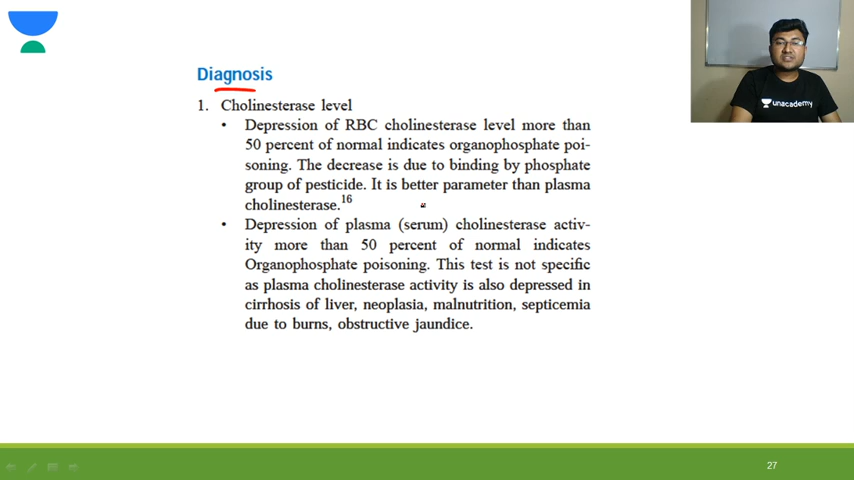 Diagnosis
1. Cholinesterase level
• Depression of RBC cholinesterase level more than
50 percent of normal indicates organophosphate poi-
soning. The decrease is due to binding by phosphate
group of pesticide. It is better parameter than plasma
cholinesterase.16
• Depression of plasma (serum) cholinesterase activ-
ity more than 50 percent of normal indicates
Organophosphate poisoning. This test is not specific
as plasma cholinesterase activity is also depressed in
cirrhosis of liver, neoplasia, malnutrition, septicemia
due to burns, obstructive jaundice.
unacademy
27